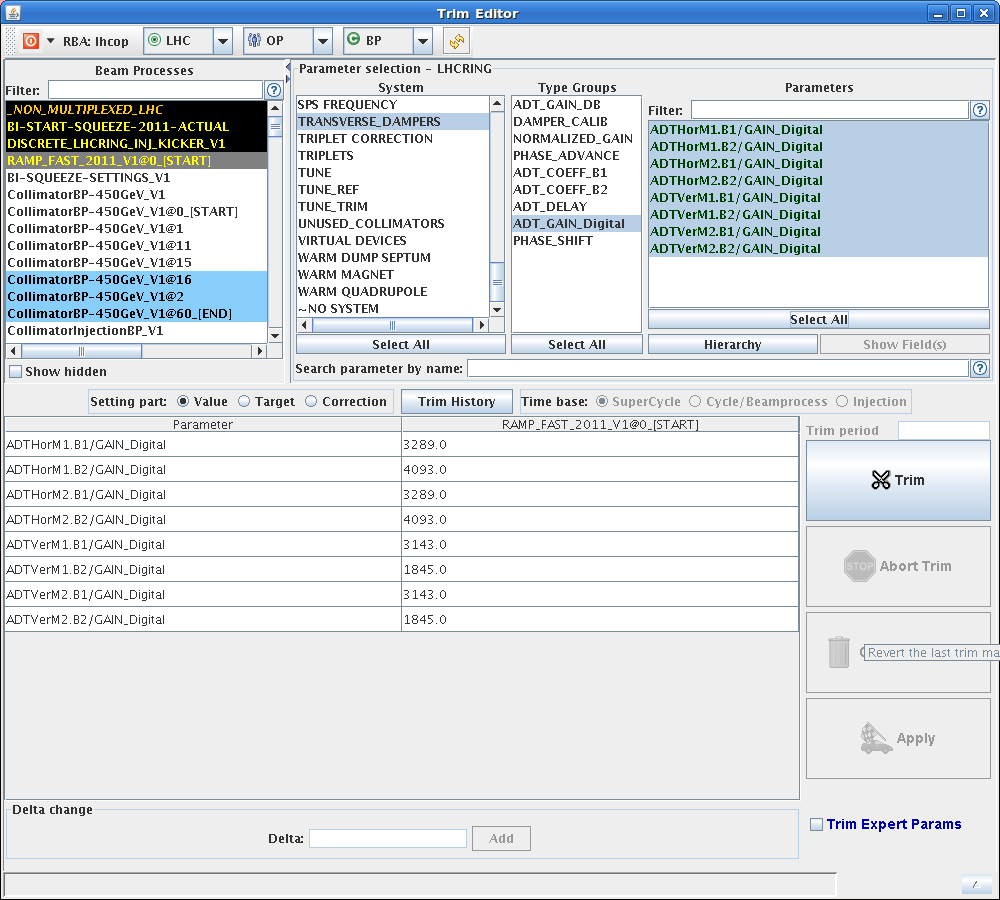 Trim Editor
RBA: lhcop
LHC
OP
BP
Beam Processes
Filter:
_NON_MULTIPLEXED_LHC
BI-START-SQUEEZE-2011-ACTUAL
DISCRETE_LHCRING_INJ_KICKER_V1
RAMP_FAST_2011_V1@0_[START]
BI-SQUEEZE-SETTINGS_V1
CollimatorBP-450GeV_V1
CollimatorBP-450GeV_V1@0_[START]
CollimatorBP-450GeV_V1@1
CollimatorBP-450GeV_V1@11
CollimatorBP-450GeV_V1@15
CollimatorBP-450GeV_V1@16
CollimatorBP-450GeV_V1@2
CollimatorBP-450GeV_V1@60_[END]
CollimatorInjectionBP_V1
Show hidden
Parameter selection - LHCRING
System
SPS FREQUENCY
TRANSVERSE_DAMPERS
TRIPLET CORRECTION
TRIPLETS
TUNE
TUNE_REF
TUNE_TRIM
UNUSED_COLLIMATORS
VIRTUAL DEVICES
WARM DUMP SEPTUM
WARM MAGNET
WARM QUADRUPOLE
~NO SYSTEM
Select All
Type Groups
ADT_GAIN_DB
DAMPER_CALIB
NORMALIZED_GAIN
PHASE_ADVANCE
ADT_COEFF_B1
ADT_COEFF_B2
ADT_DELAY
ADT_GAIN_Digital
PHASE_SHIFT
Select All
Parameters
Filter:
ADTHorM1.B1/GAIN_Digital
ADTHorM1.B2/GAIN_Digital
ADTHorM2.B1/GAIN_Digital
ADTHorM2.B2/GAIN_Digital
ADTVerM1.B1/GAIN_Digital
ADTVerM1.B2/GAIN_Digital
ADTVerM2.B1/GAIN_Digital
ADTVerM2.B2/GAIN_Digital
Select All
Hierarchy
Show Field(s)
Search parameter by name:
Setting part: Value Target Correction
Trim History
Time base: SuperCycle Cycle/Beamprocess Injection
Parameter RAMP_FAST_2011_V1@0_[START]
ADTHorM1.B1/GAIN_Digital 3289.0
ADTHorM1.B2/GAIN_Digital 4093.0
ADTHorM2.B1/GAIN_Digital 3289.0
ADTHorM2.B2/GAIN_Digital 4093.0
ADTVerM1.B1/GAIN_Digital 3143.0
ADTVerM1.B2/GAIN_Digital 1845.0
ADTVerM2.B1/GAIN_Digital 3143.0
ADTVerM2.B2/GAIN_Digital 1845.0
Trim period
Trim
STOP
Abort Trim
Revert the last trim ma
Apply
Delta change
Delta:
Add
Trim Expert Params